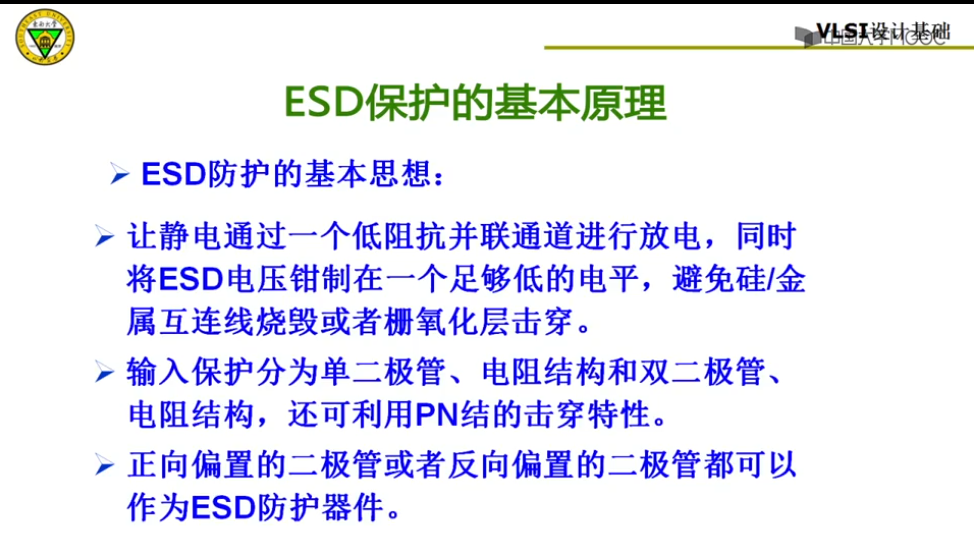 VLSI设计基础
中国大学MOOC
ESD保护的基本原理
ESD防护的基本思想：
让静电通过一个低阻抗并联通道进行放电，同时
将ESD电压钳制在一个足够低的电平，避免硅/金
属互连线烧毁或者栅氧化层击穿。
输入保护分为单二极管、电阻结构和双二极管、
电阻结构，还可利用PN结的击穿特性。
正向偏置的二极管或者反向偏置的二极管都可以
作为ESD防护器件。